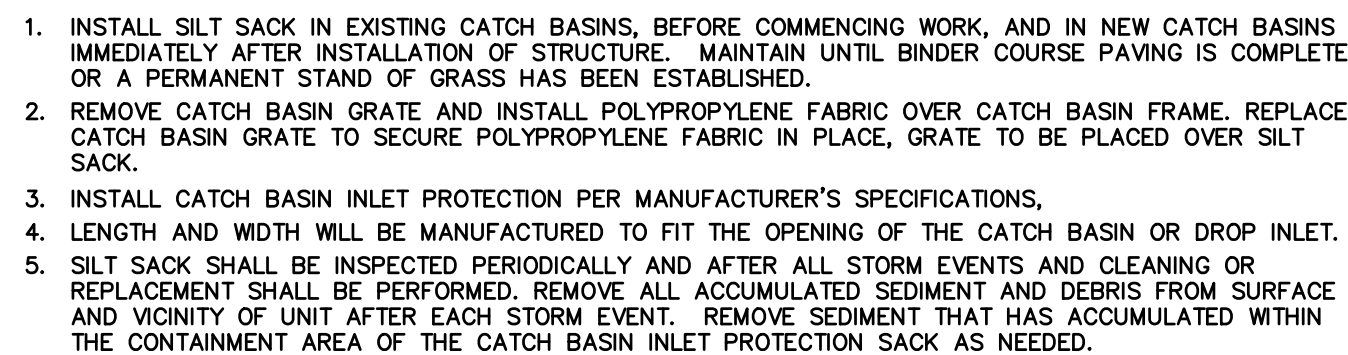 1. INSTALL SILT SACK IN EXISTING CATCH BASINS, BEFORE COMMENCING WORK, AND IN NEW CATCH BASINS
IMMEDIATELY AFTER INSTALLATION OF STRUCTURE. MAINTAIN UNTIL BINDER COURSE PAVING IS COMPLETE
OR A PERMANENT STAND OF GRASS HAS BEEN ESTABLISHED.
2. REMOVE CATCH BASIN GRATE AND INSTALL POLYPROPYLENE FABRIC OVER CATCH BASIN FRAME. REPLACE
CATCH BASIN GRATE TO SECURE POLYPROPYLENE FABRIC IN PLACE, GRATE TO BE PLACED OVER SILT
SACK.
3. INSTALL CATCH BASIN INLET PROTECTION PER MANUFACTURER'S SPECIFICATIONS,
4. LENGTH AND WIDTH WILL BE MANUFACTURED TO FIT THE OPENING OF THE CATCH BASIN OR DROP INLET.
5. SILT SACK SHALL BE INSPECTED PERIODICALLY AND AFTER ALL STORM EVENTS AND CLEANING OR
REPLACEMENT SHALL BE PERFORMED. REMOVE ALL ACCUMULATED SEDIMENT AND DEBRIS FROM SURFACE
AND VICINITY OF UNIT AFTER EACH STORM EVENT. REMOVE SEDIMENT THAT HAS ACCUMULATED WITHIN
THE CONTAINMENT AREA OF THE CATCH BASIN INLET PROTECTION SACK AS NEEDED.